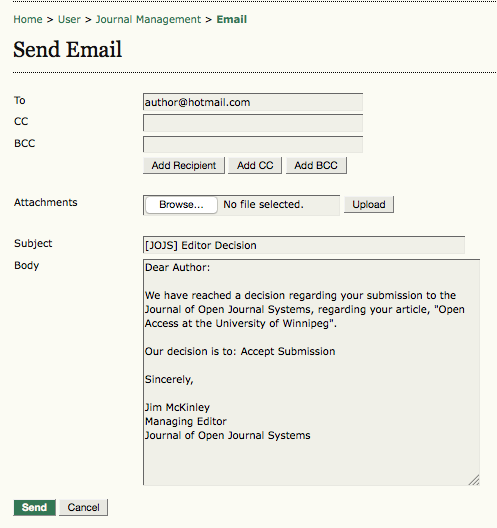 Home > User > Journal Management > Email
Send Email
To
author@hotmail.com
CC
BCC
Add Recipient Add CC Add BCC
Attachments
Browse... No file selected. Upload
Subject
[JOJS] Editor Decision
Body
Dear Author:
We have reached a decision regarding your submission to the
Journal of Open Journal Systems, regarding your article, "Open
Access at the University of Winnipeg".
Our decision is to: Accept Submission
Sincerely,
Jim McKinley
Managing Editor
Journal of Open Journal Systems
Send Cancel